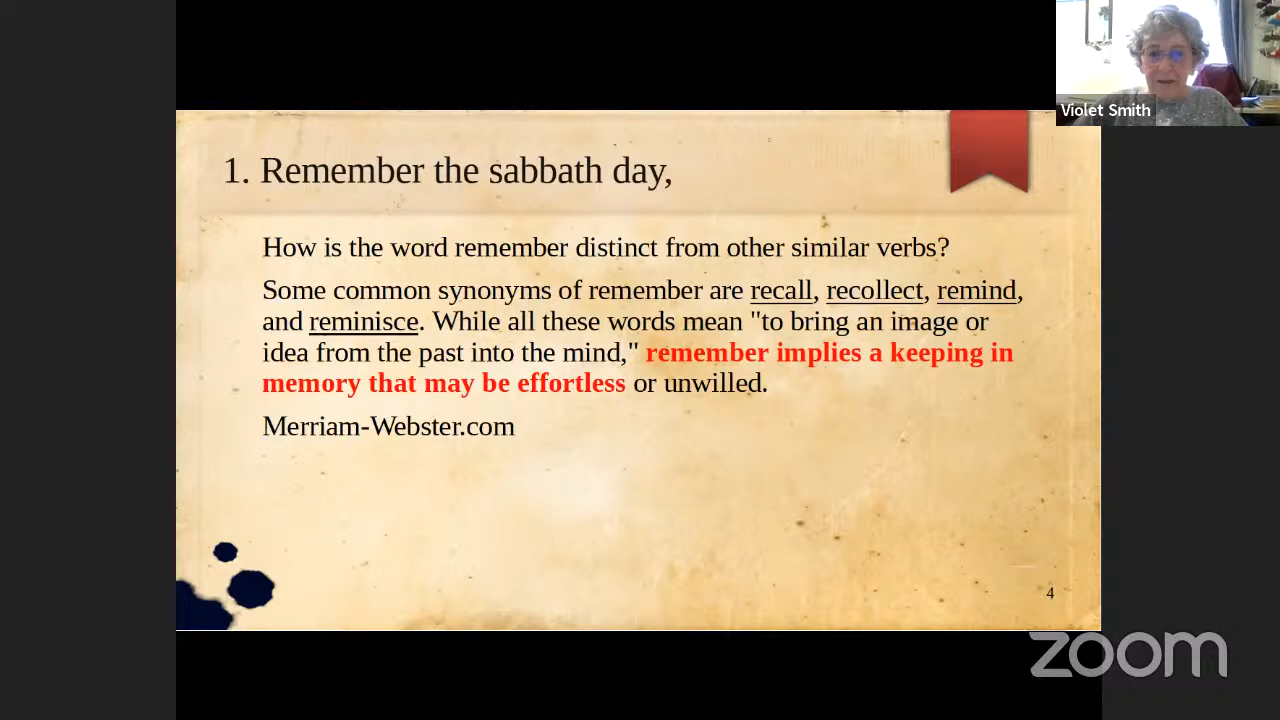 Violet Smith
1. Remember the sabbath day,
How is the word remember distinct from other similar verbs?
Some common synonyms of remember are recall, recollect, remind,
and reminisce. While all these words mean "to bring an image or
idea from the past into the mind," remember implies a keeping in
memory that may be effortless or unwilled.
Merriam-Webster.com
4
zoom